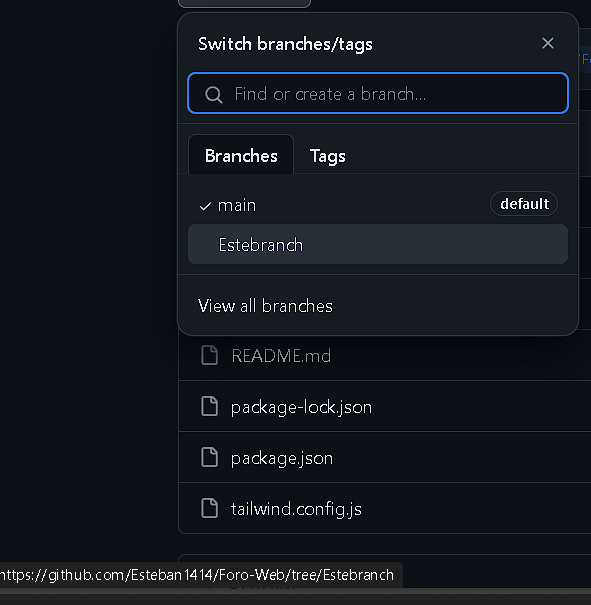 Switch branches/tags
Find or create a branch...
Branches
Tags
main
default
Estebranch
View all branches
README.md
package-lock.json
package.json
tailwind.config.js
https://github.com/Esteban1414/Foro-Web/tree/Estebranch